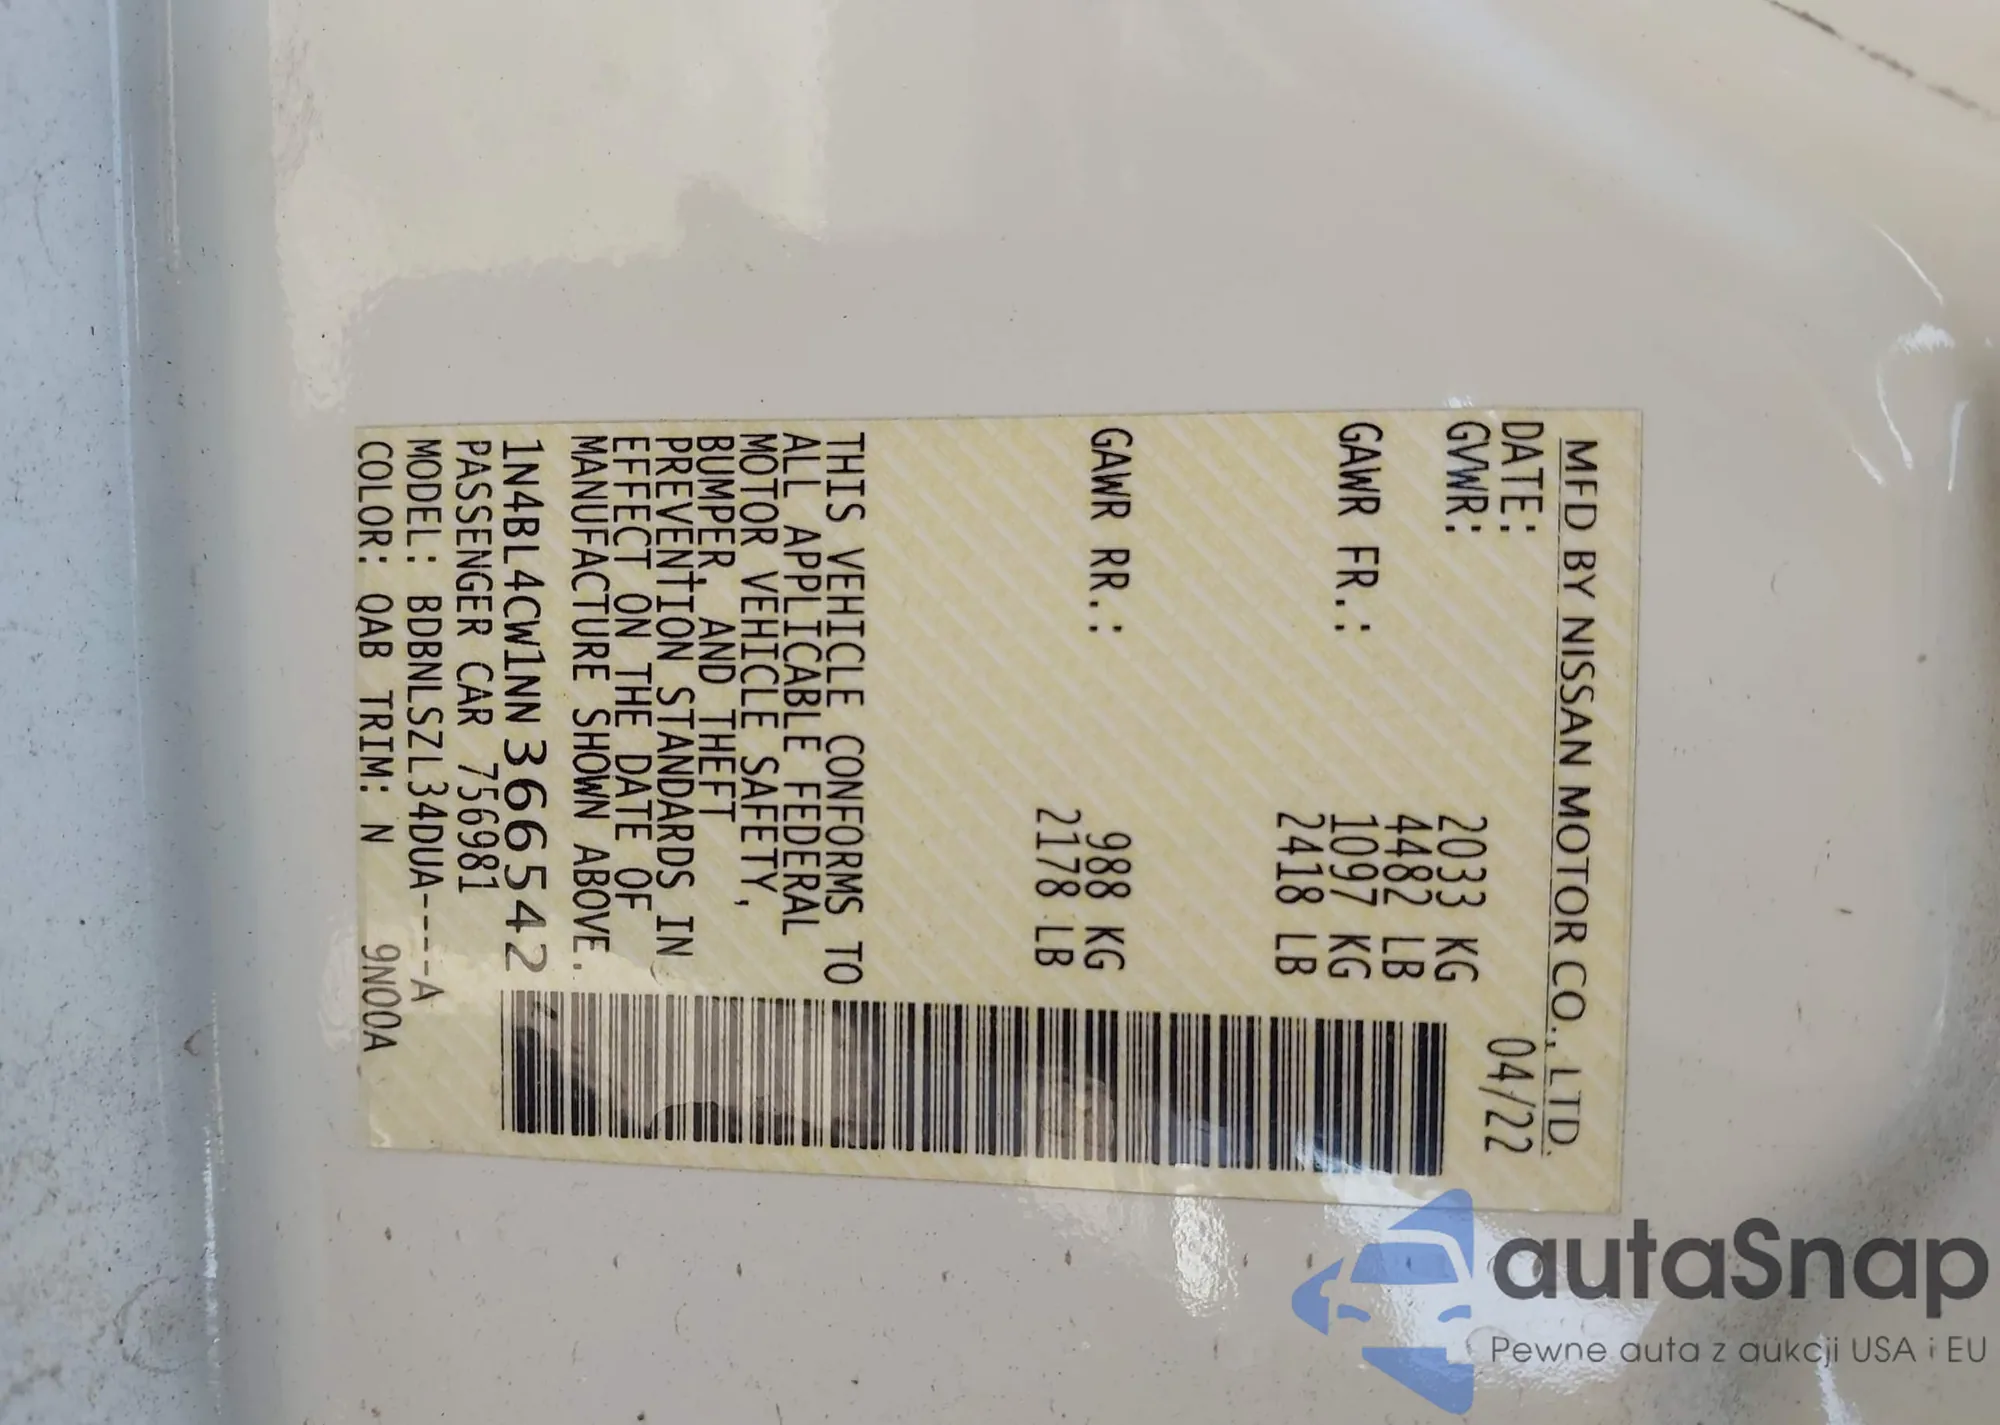 MFD BY NISSAN MOTOR CO., LTD.
DATE: 04/22
GVWR: 2033 KG
4482 LB
GAWR FR.: 1097 KG
2418 LB
GAWR RR.: 988 KG
2178 LB
THIS VEHICLE CONFORMS TO
ALL APPLICABLE FEDERAL
MOTOR VEHICLE SAFETY,
BUMPER, AND THEFT
PREVENTION STANDARDS IN
EFFECT ON THE DATE OF
MANUFACTURE SHOWN ABOVE.
1N4BL4CW1NN366542
PASSENGER CAR 756981
MODEL: BDBNLSZL34DUA----A
COLOR: QAB TRIM: N 9N00A
autaSnap
Pewne auta z aukcji USA i EU